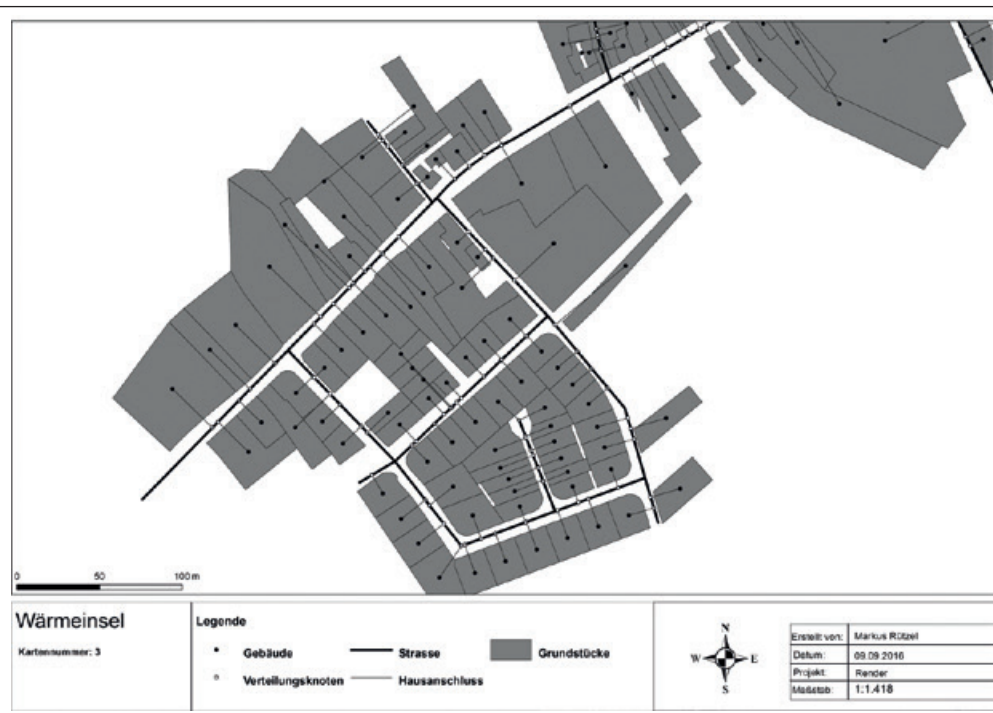 0 50 100 m
Wärmeinsel
Kartennummer: 3
Legende
Gebäude
Strasse
Grundstücke
Verteilungsknoten
Hausanschluss
N
W E
S
Erstellt von: Markus Rützel
Datum: 09.09.2016
Projekt: Render
Maßstab: 1:1.418